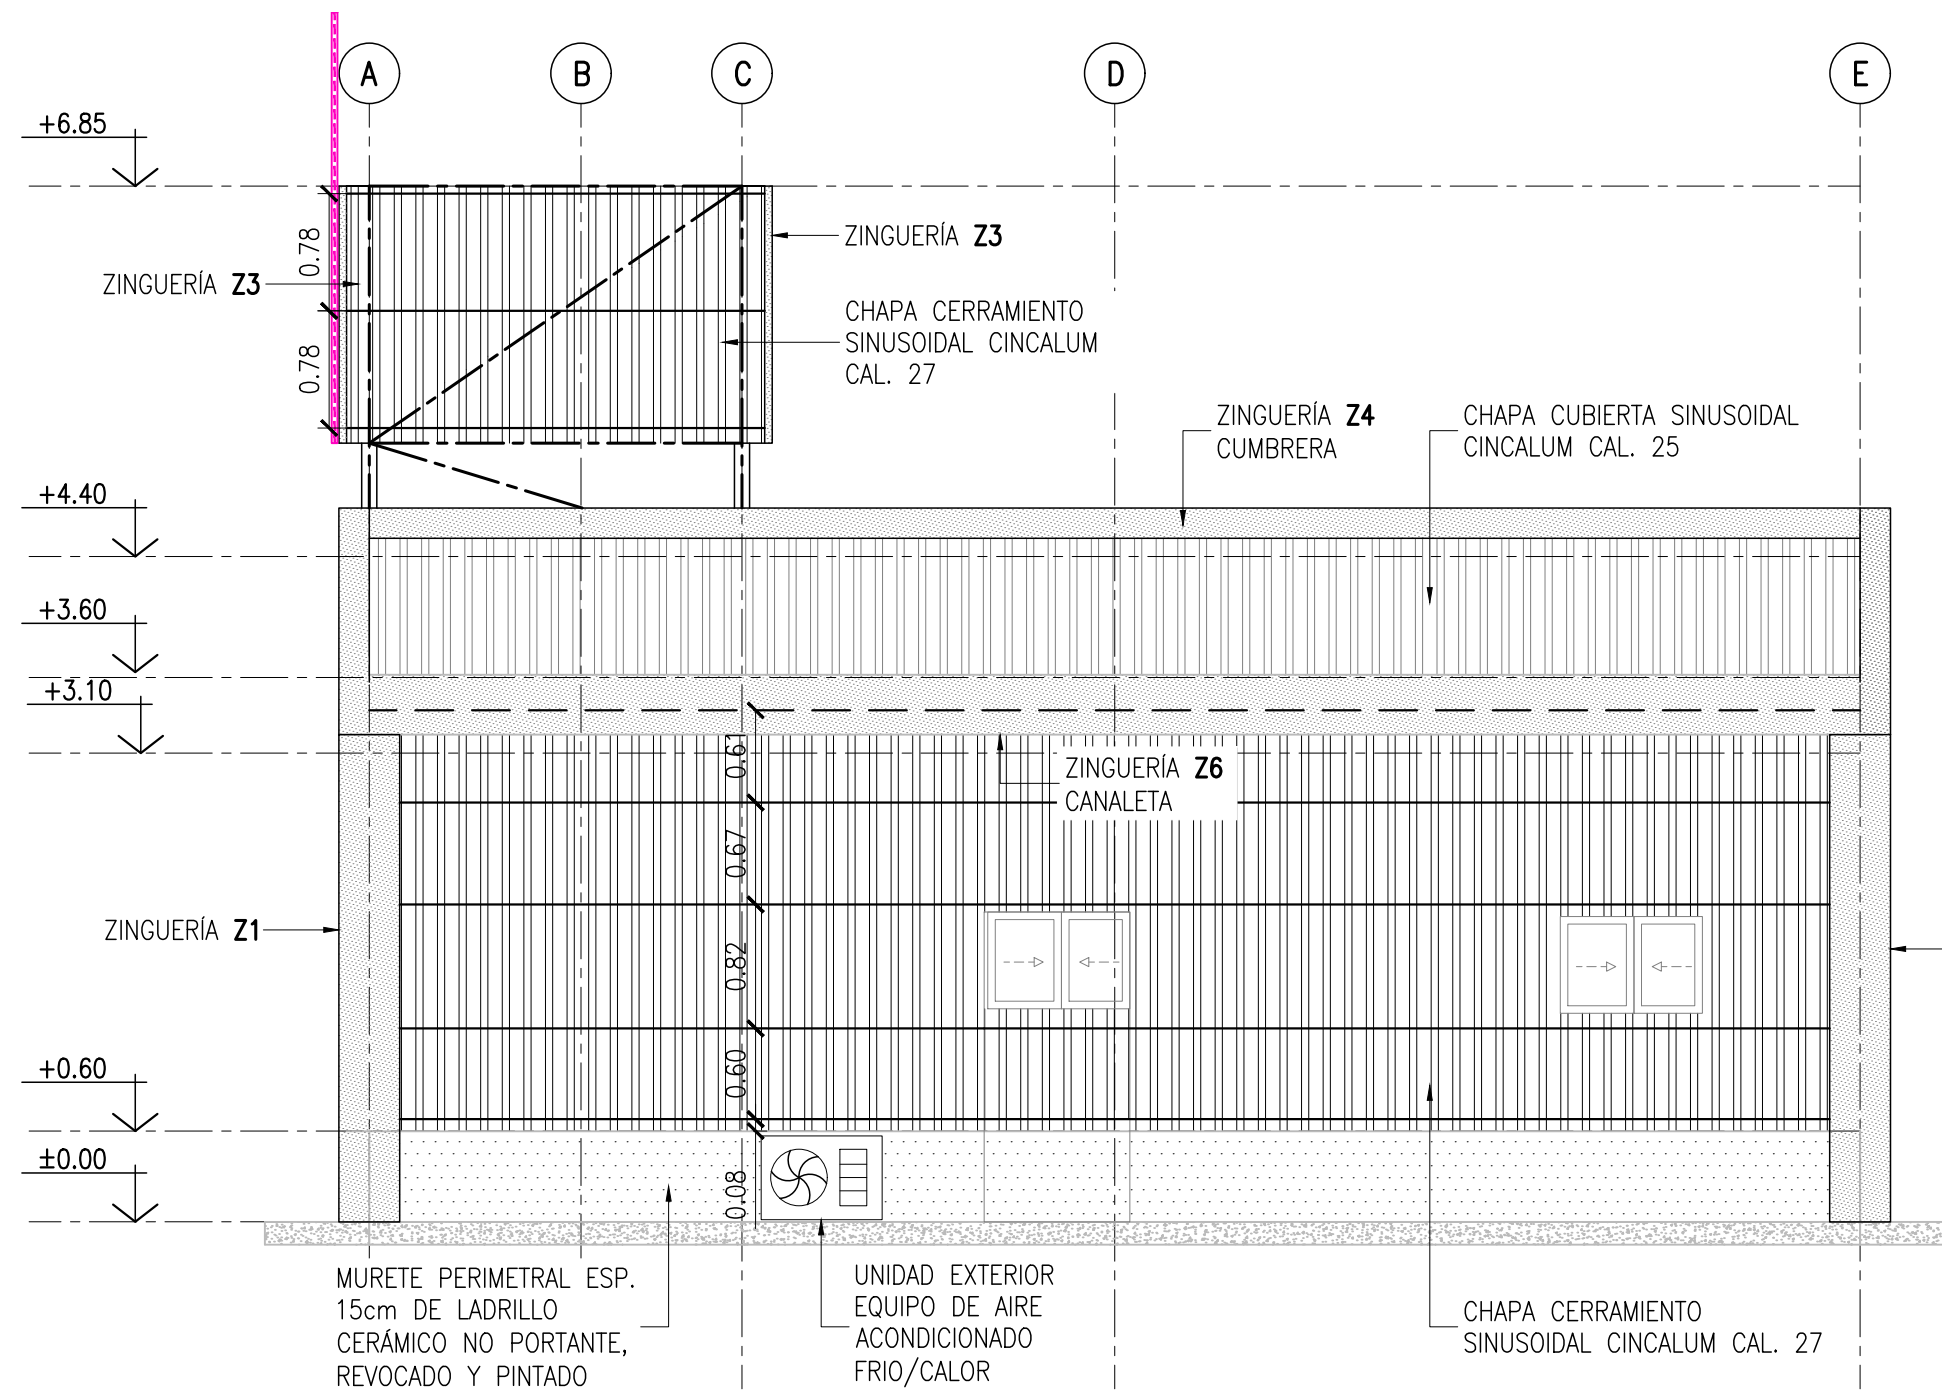 A
B
C
D
E
+6.85
ZINGUERÍA Z3
0.78
ZINGUERÍA Z3
CHAPA CERRAMIENTO
SINUSOIDAL CINCALUM
CAL. 27
0.78
ZINGUERÍA Z4
CUMBRERA
CHAPA CUBIERTA SINUSOIDAL
CINCALUM CAL. 25
+4.40
+3.60
+3.10
0.61
ZINGUERÍA Z6
CANALETA
0.67
ZINGUERÍA Z1
0.82
0.60
+0.60
±0.00
0.08
MURETE PERIMETRAL ESP.
15cm DE LADRILLO
CERÁMICO NO PORTANTE,
REVOCADO Y PINTADO
UNIDAD EXTERIOR
EQUIPO DE AIRE
ACONDICIONADO
FRIO/CALOR
CHAPA CERRAMIENTO
SINUSOIDAL CINCALUM CAL. 27